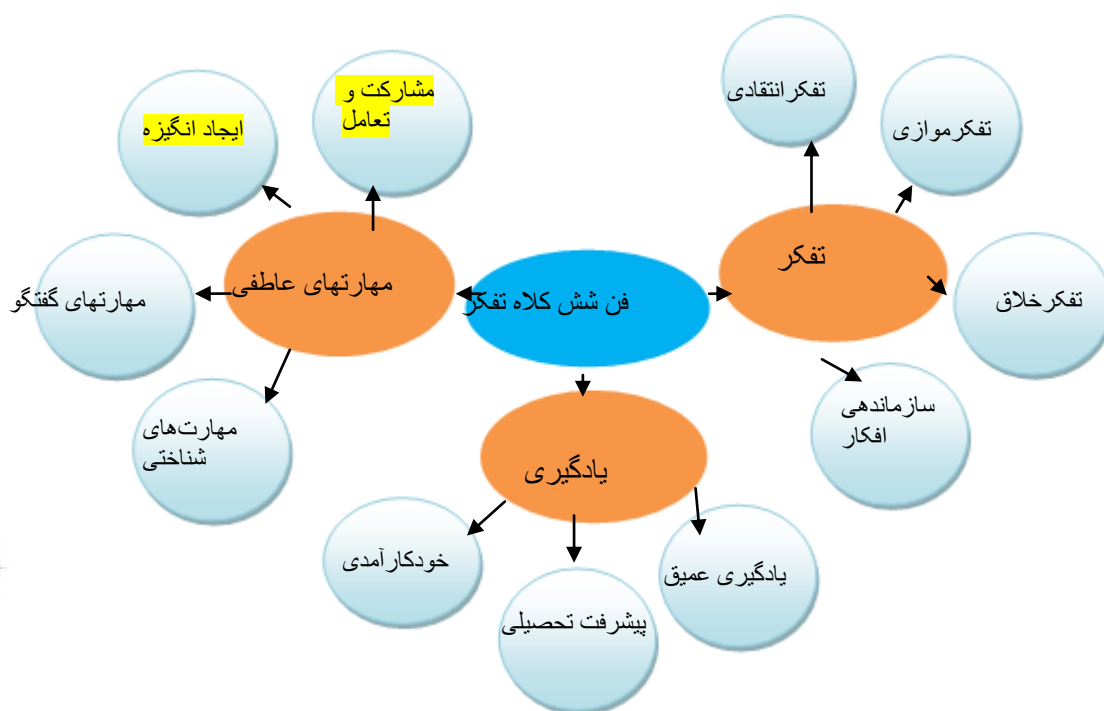 تفکرانتقادی
تفکرموازی
تفکر
تفکرخلاق
سازماندهی
افکار
مشارکت و
تعامل
ایجاد انگیزه
مهارتهای عاطفی
مهارتهای گفتگو
مهارت‌های
شناختی
فن شش کلاه تفکر
یادگیری
یادگیری عمیق
پیشرفت تحصیلی
خودکارآمدی